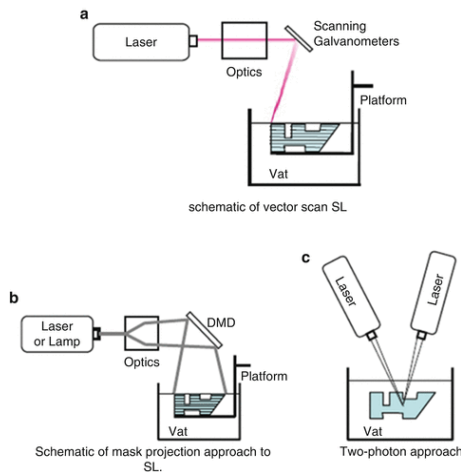 a
Laser
Optics
Scanning
Galvanometers
Platform
Vat
schematic of vector scan SL
b
Laser
or Lamp
Optics
DMD
Platform
Vat
Schematic of mask projection approach to
SL.
c
Laser
Laser
Vat
Two-photon approach